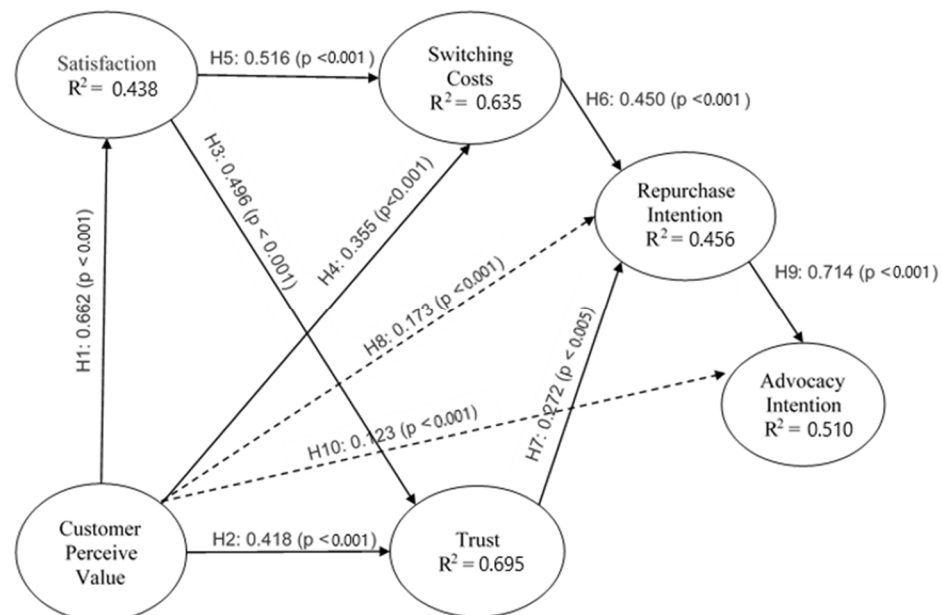 Satisfaction
R² = 0.438
H5: 0.516 (p <0.001 )
Switching
Costs
R² = 0.635
H6: 0.450 (p <0.001 )
H3: 0.496 (p < 0.001)
H4: 0.355 (p<0.001)
H1: 0.662 (p < 0.001)
Repurchase
Intention
R² = 0.456
H8: 0.173 (p <0.001)
H9: 0.714 (p <0.001)
H7: 0.272 (p < 0.005)
Advocacy
Intention
R² = 0.510
H10: 0.123 (p <0.001)
Customer
Perceive
Value
H2: 0.418 (p <0.001)
Trust
R² = 0.695